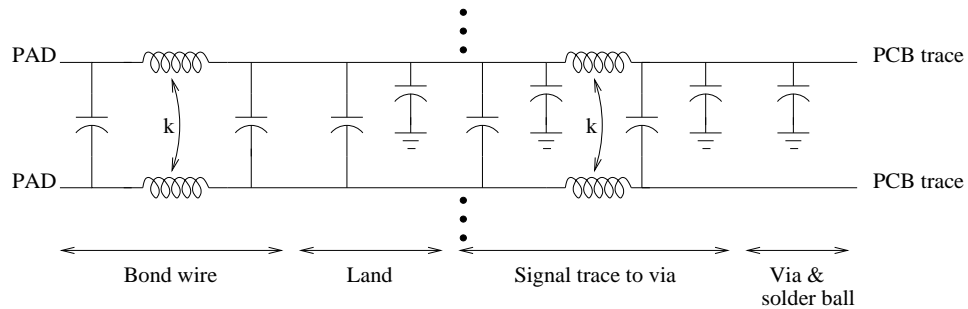 PAD
PCB trace
k
k
PAD
PCB trace
Bond wire
Land
Signal trace to via
Via &
solder ball